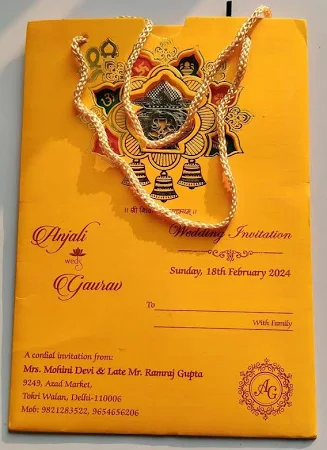 Anjali
weds
Gaurav
Wedding Invitation
Sunday, 18th February 2024
To
With Family
A cordial invitation from:
Mrs. Mohini Devi & Late Mr. Ramraj Gupta
9249, Azad Market,
Tokri Walan, Delhi-110006
Mob: 9821283522, 9654656206
AG